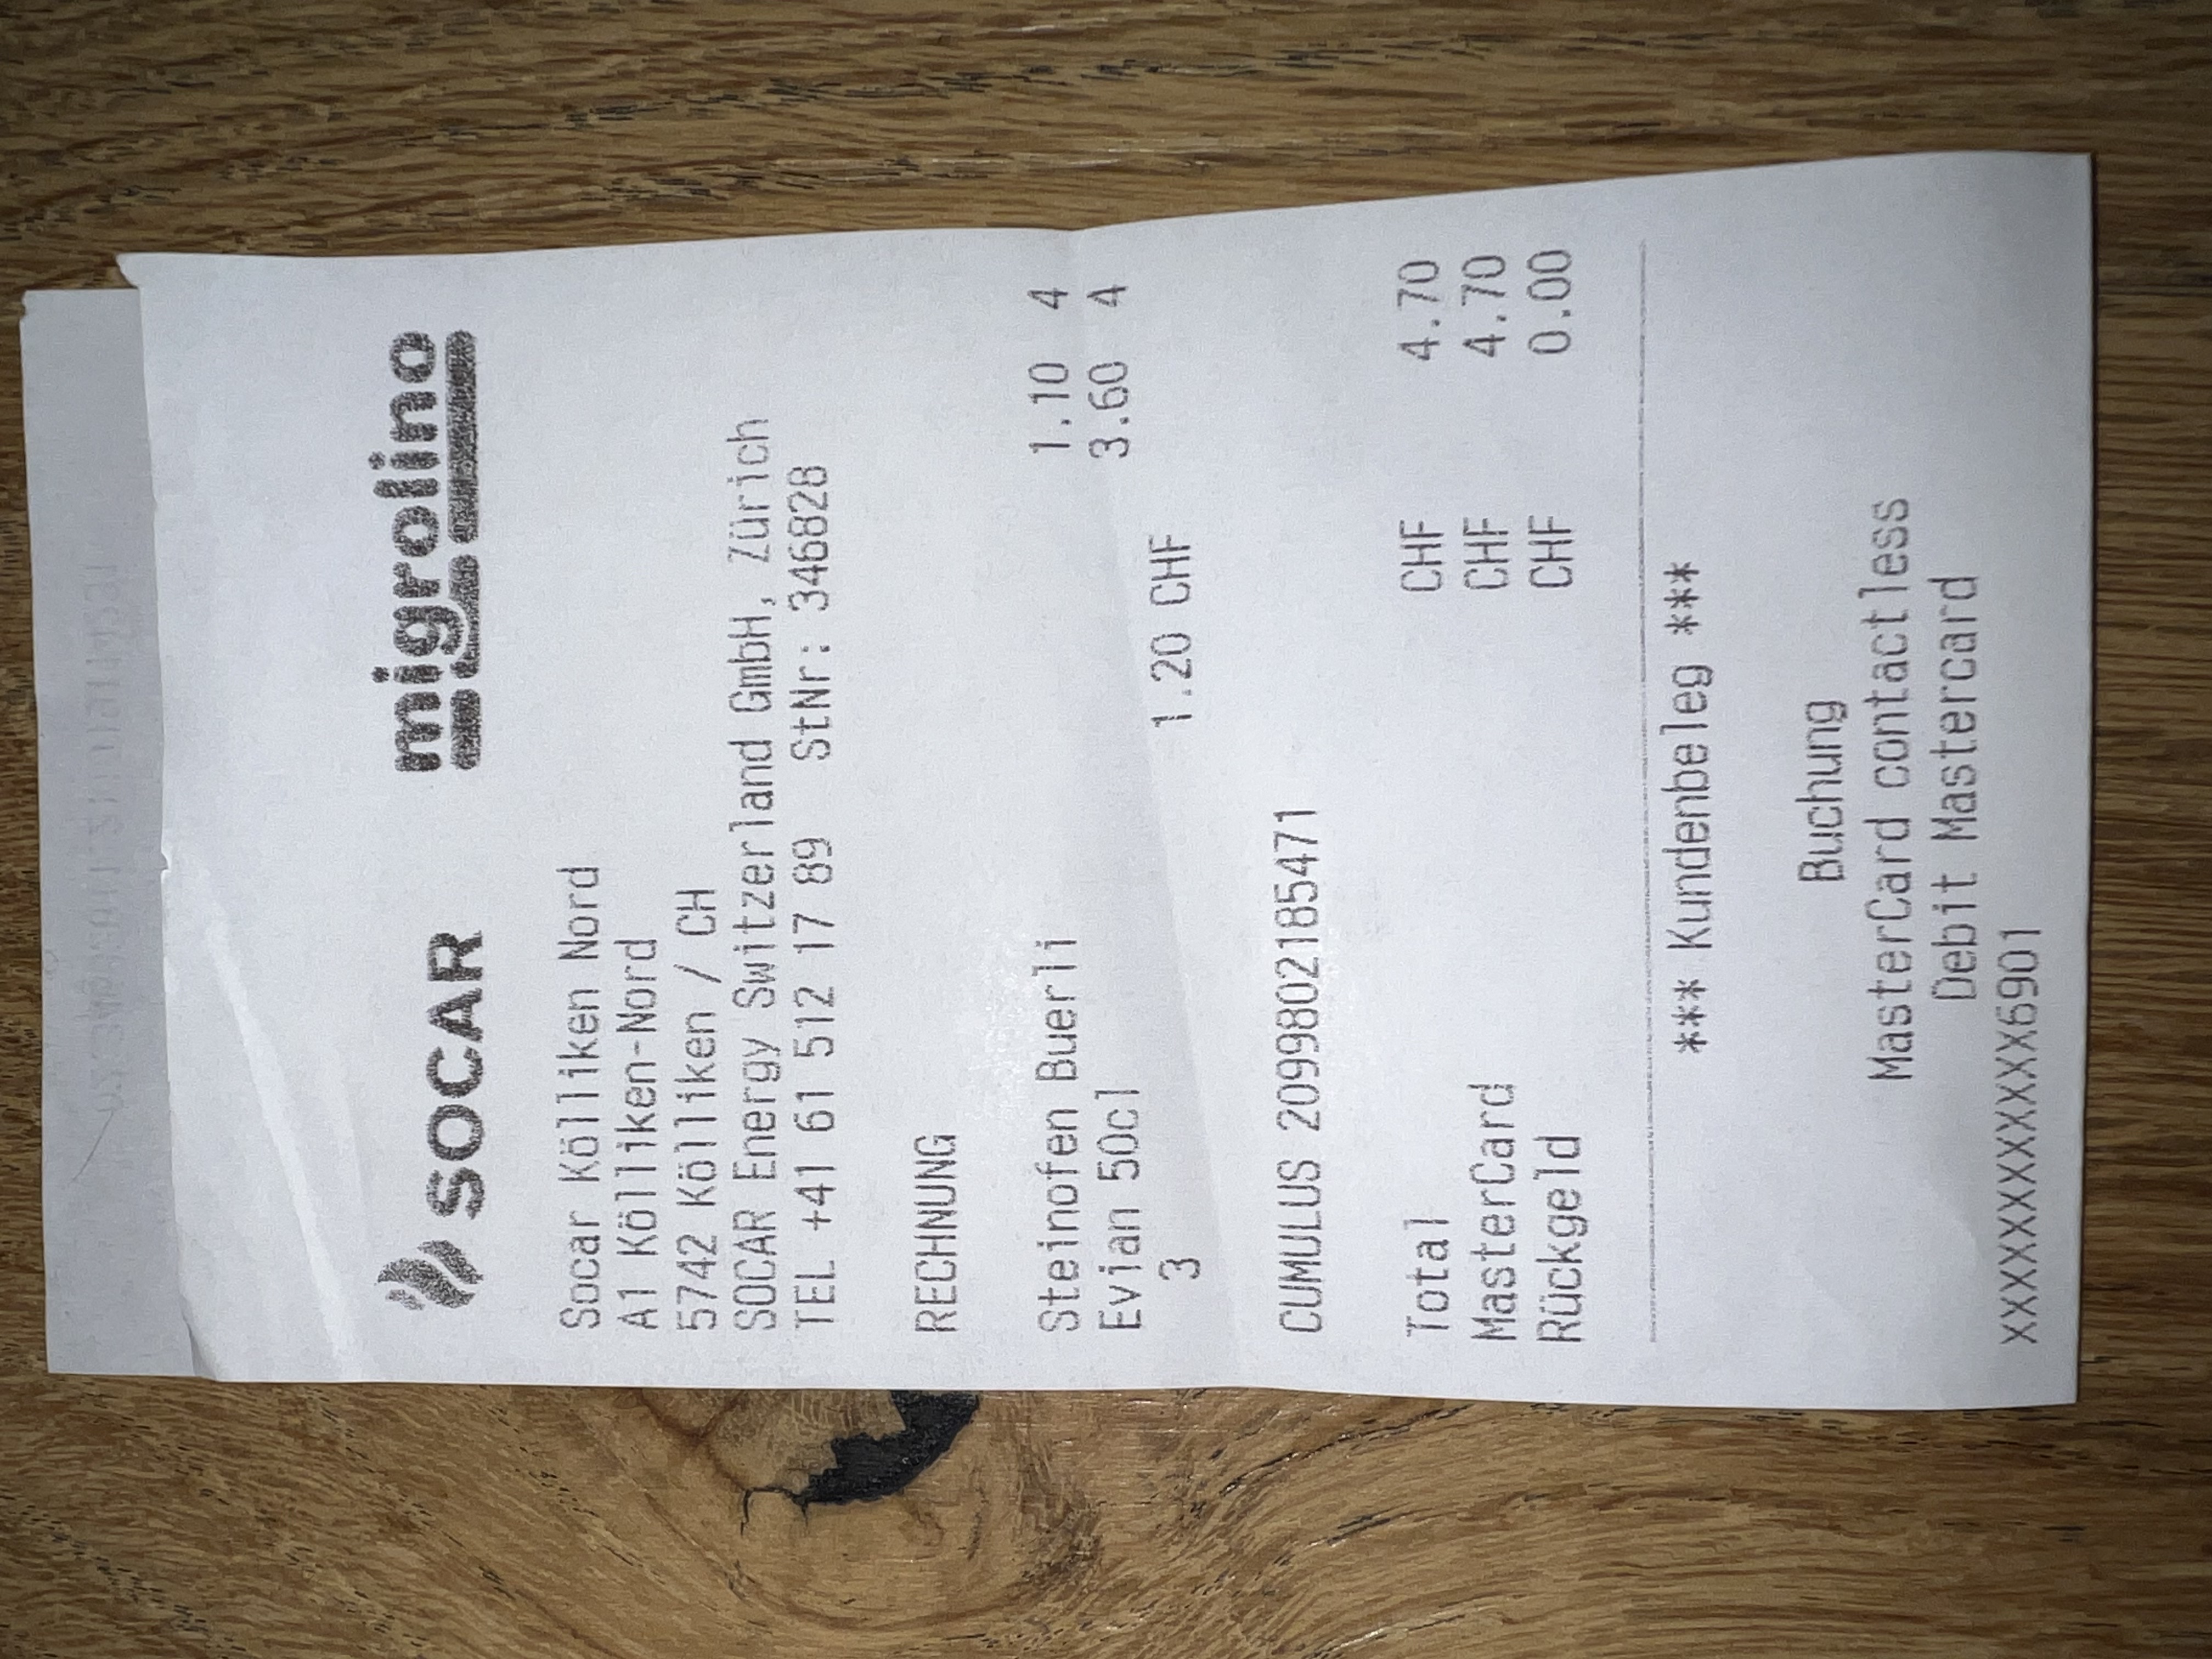 SOCAR migrolino
Socar Kölliken Nord
A1 Kölliken-Nord
5742 Kölliken / CH
SOCAR Energy Switzerland GmbH, Zürich
TEL +41 61 512 17 89 StNr: 346828
RECHNUNG
Steinofen Buerli 1.10 4
Evian 50cl 3.60 4
3 1.20 CHF
CUMULUS 2099802185471
Total CHF 4.70
MasterCard CHF 4.70
Rückgeld CHF 0.00
*** Kundenbeleg ***
Buchung
MasterCard contactless
Debit Mastercard
XXXXXXXXXXXX6901